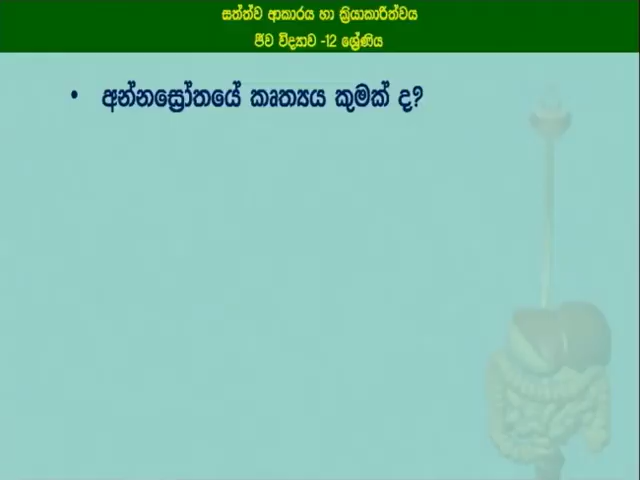 සත්ත්ව ආකාරය හා ක්‍රියාකාරීත්වය
ජීව විද්‍යාව -12 ශ්‍රේණිය
• අන්නස්‍රෝතයේ කෘත්‍යය කුමක් ද?